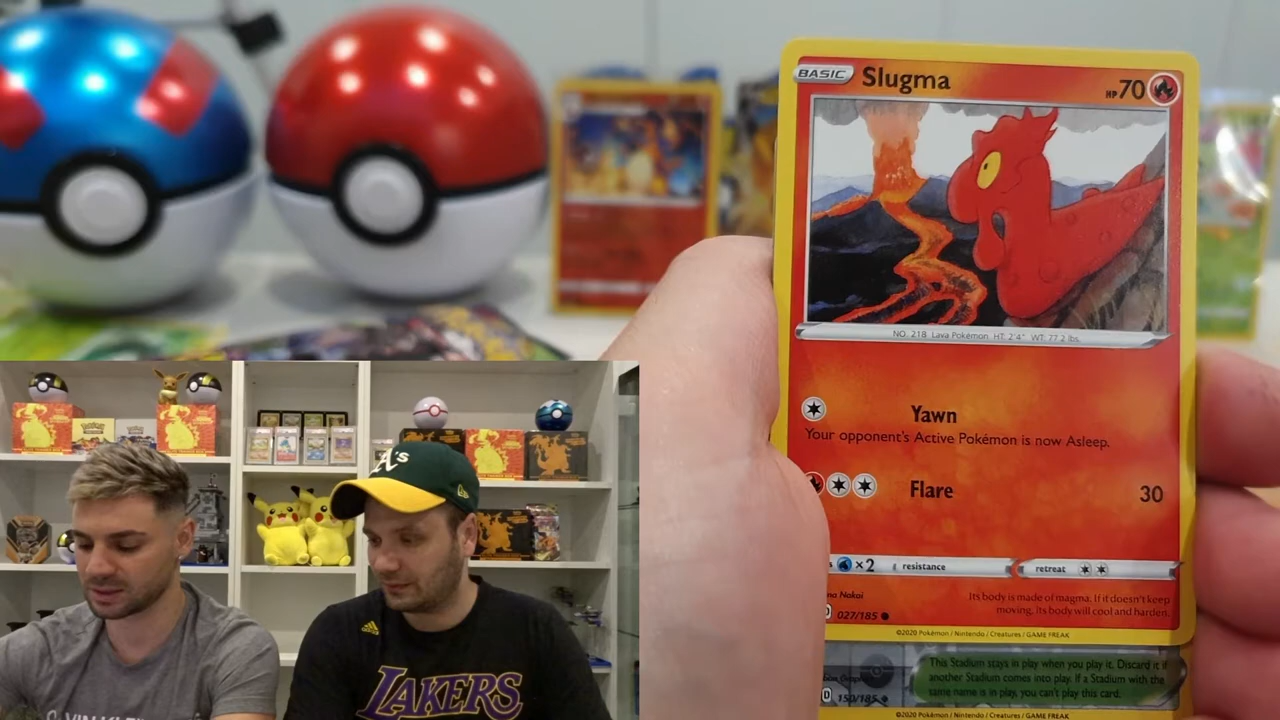 BASIC Slugma HP 70
NO. 218 Lava Pokémon HT: 2'4" WT: 77.2 lbs.
Yawn
Your opponent's Active Pokémon is now Asleep.
Flare 30
×2 resistance retreat
Its body is made of magma. If it doesn't keep
moving, its body will cool and harden.
027/185
©2020 Pokémon / Nintendo / Creatures / GAME FREAK
This Stadium stays in play when you play it. Discard it if
another Stadium comes into play. If a Stadium with the
same name is in play, you can't play this card.
150/185
©2020 Pokémon / Nintendo / Creatures / GAME FREAK
A's
LAKERS